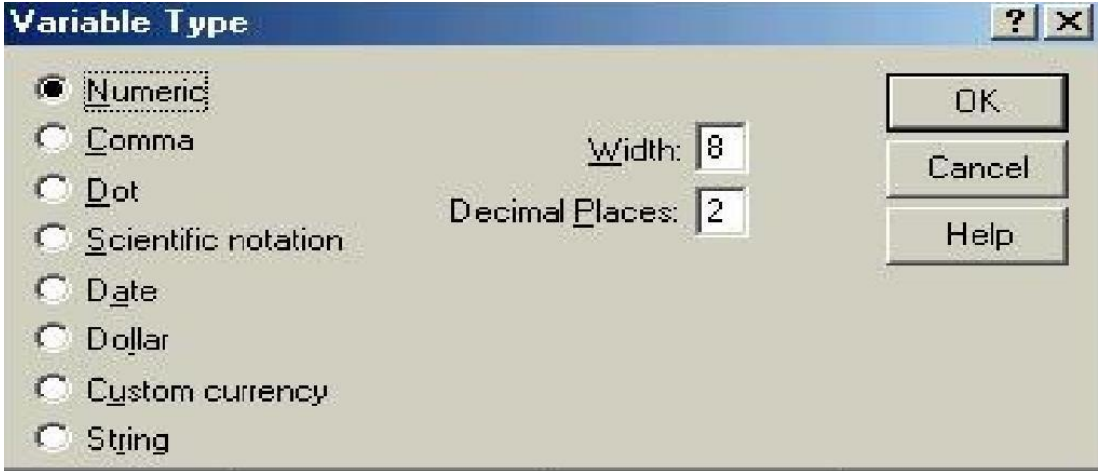 Variable Type
? X
Numeric
Comma
Dot
Scientific notation
Date
Dollar
Custom currency
String
Width: 8
Decimal Places: 2
OK
Cancel
Help